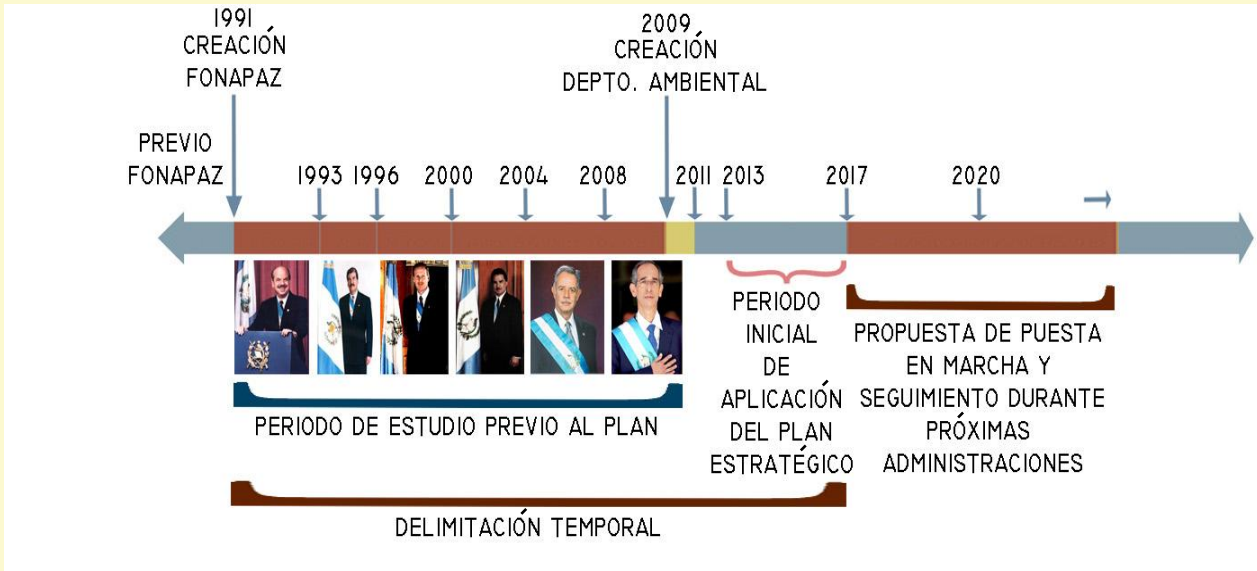 1991
CREACIÓN
FONAPAZ
2009
CREACIÓN
DEPTO. AMBIENTAL
PREVIO
FONAPAZ
1993
1996
2000
2004
2008
2011
2013
2017
2020
PERIODO
INICIAL
DE
APLICACIÓN
DEL PLAN
ESTRATÉGICO
PROPUESTA DE PUESTA
EN MARCHA Y
SEGUIMIENTO DURANTE
PRÓXIMAS
ADMINISTRACIONES
PERIODO DE ESTUDIO PREVIO AL PLAN
DELIMITACIÓN TEMPORAL